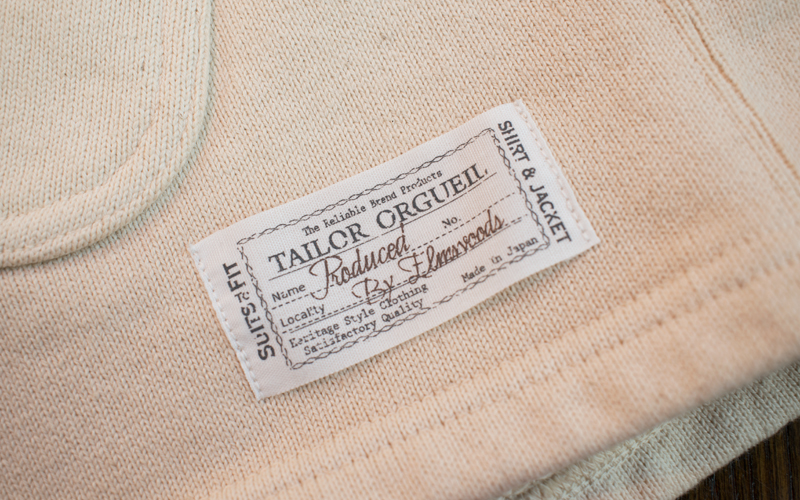 SUITS & FIT
The Reliable Brand Products
TAILOR ORGUEIL
Name Produced No.
Locality By Elmwoods
Heritage Style Clothing
Satisfactory Quality
Made in Japan
SHIRT & JACKET